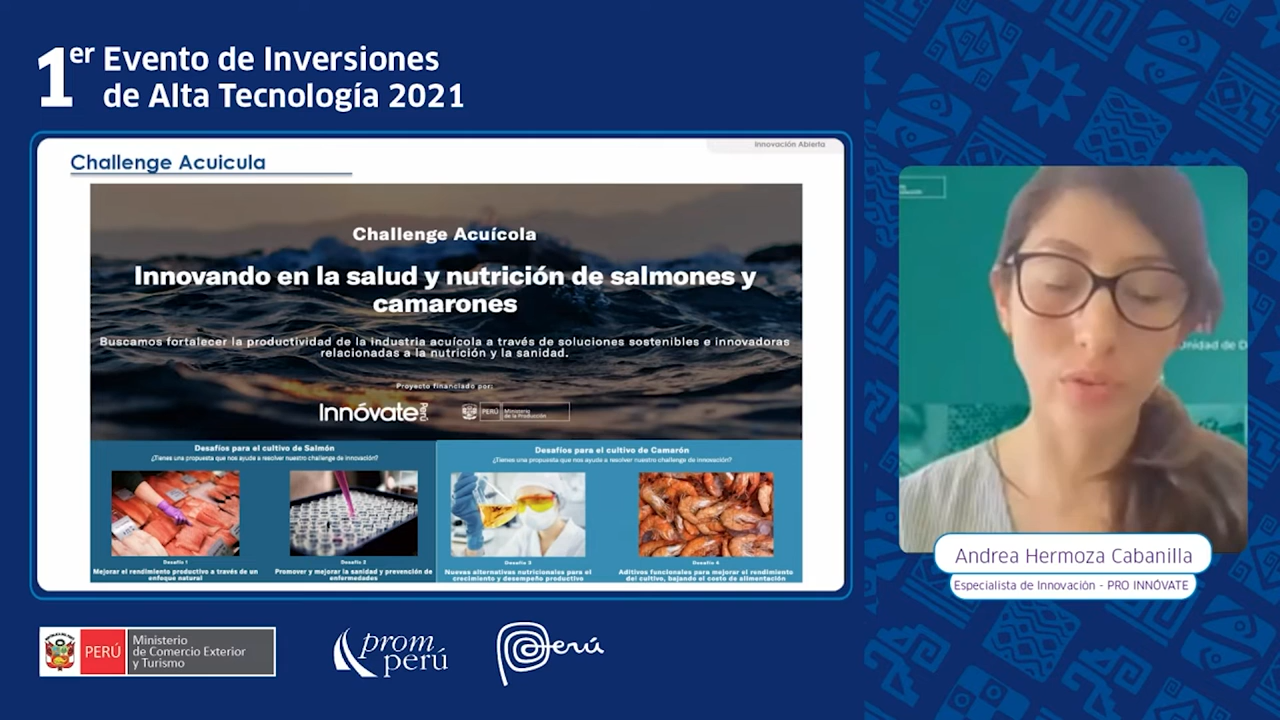 1er Evento de Inversiones
de Alta Tecnología 2021
Innovación Abierta
Challenge Acuicula
Challenge Acuícola
Innovando en la salud y nutrición de salmones y
camarones
Buscamos fortalecer la productividad de la industria acuícola a través de soluciones sostenibles e innovadoras
relacionadas a la nutrición y la sanidad.
Proyecto financiado por:
Innóvate Perú
PERÚ Ministerio
de la Producción
Desafíos para el cultivo de Salmón
¿Tienes una propuesta que nos ayude a resolver nuestro challenge de innovación?
Desafío 1
Mejorar el rendimiento productivo a través de un
enfoque natural
Desafío 2
Promover y mejorar la sanidad y prevención de
enfermedades
Desafíos para el cultivo de Camarón
¿Tienes una propuesta que nos ayude a resolver nuestro challenge de innovación?
Desafío 3
Nuevas alternativas nutricionales para el
crecimiento y desempeño productivo
Desafío 4
Aditivos funcionales para mejorar el rendimiento
del cultivo, bajando el costo de alimentación
Unidad de D
Andrea Hermoza Cabanilla
Especialista de Innovación - PRO INNÓVATE
PERÚ
Ministerio
de Comercio Exterior
y Turismo
prom
perú
Perú